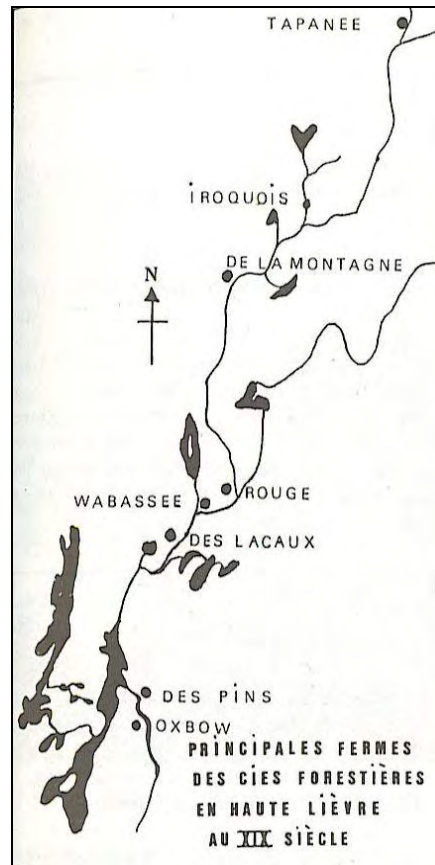 TAPANEE
iROQUOiS
DE LA MONTAGNE
N
WABASSEE
ROUGE
DES LACAUX
DES PiNS
OXBOW
PRiNCiPALES FERMES
DES CiES FORESTiÈRES
EN HAUTE LiÈVRE
AU XIX SiÈCLE